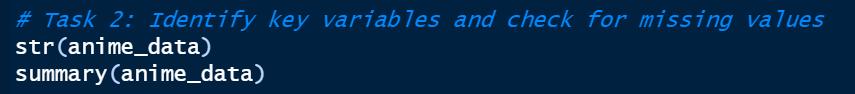 # Task 2: Identify key variables and check for missing values
str(anime_data)
summary(anime_data)